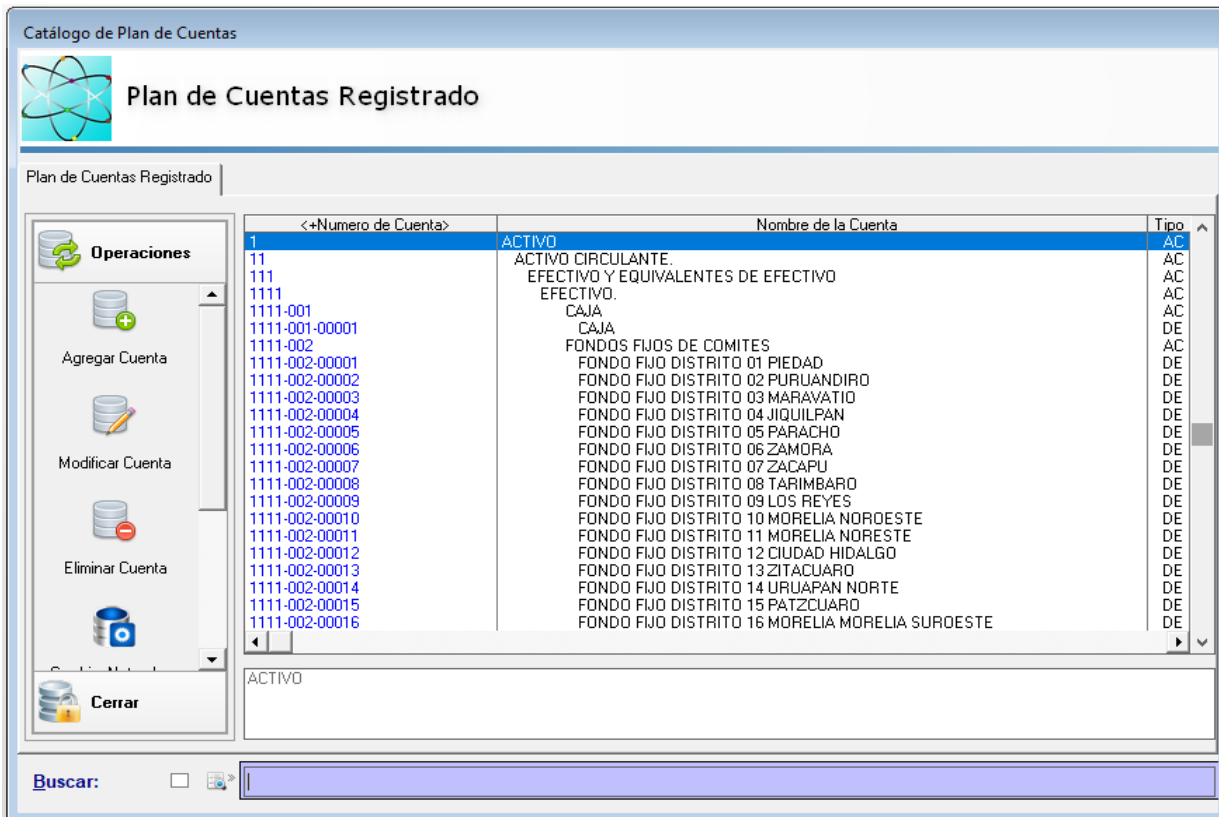 Catálogo de Plan de Cuentas
Plan de Cuentas Registrado
Plan de Cuentas Registrado
Operaciones
Agregar Cuenta
Modificar Cuenta
Eliminar Cuenta
Cerrar
<+Numero de Cuenta> Nombre de la Cuenta Tipo
1 ACTIVO AC
11 ACTIVO CIRCULANTE. AC
111 EFECTIVO Y EQUIVALENTES DE EFECTIVO AC
1111 EFECTIVO. AC
1111-001 CAJA AC
1111-001-00001 CAJA DE
1111-002 FONDOS FIJOS DE COMITES AC
1111-002-00001 FONDO FIJO DISTRITO 01 PIEDAD DE
1111-002-00002 FONDO FIJO DISTRITO 02 PURUANDIRO DE
1111-002-00003 FONDO FIJO DISTRITO 03 MARAVATIO DE
1111-002-00004 FONDO FIJO DISTRITO 04 JIQUILPAN DE
1111-002-00005 FONDO FIJO DISTRITO 05 PARACHO DE
1111-002-00006 FONDO FIJO DISTRITO 06 ZAMORA DE
1111-002-00007 FONDO FIJO DISTRITO 07 ZACAPU DE
1111-002-00008 FONDO FIJO DISTRITO 08 TARIMBARO DE
1111-002-00009 FONDO FIJO DISTRITO 09 LOS REYES DE
1111-002-00010 FONDO FIJO DISTRITO 10 MORELIA NOROESTE DE
1111-002-00011 FONDO FIJO DISTRITO 11 MORELIA NORESTE DE
1111-002-00012 FONDO FIJO DISTRITO 12 CIUDAD HIDALGO DE
1111-002-00013 FONDO FIJO DISTRITO 13 ZITACUARO DE
1111-002-00014 FONDO FIJO DISTRITO 14 URUAPAN NORTE DE
1111-002-00015 FONDO FIJO DISTRITO 15 PATZCUARO DE
1111-002-00016 FONDO FIJO DISTRITO 16 MORELIA MORELIA SUROESTE DE
ACTIVO
Buscar: